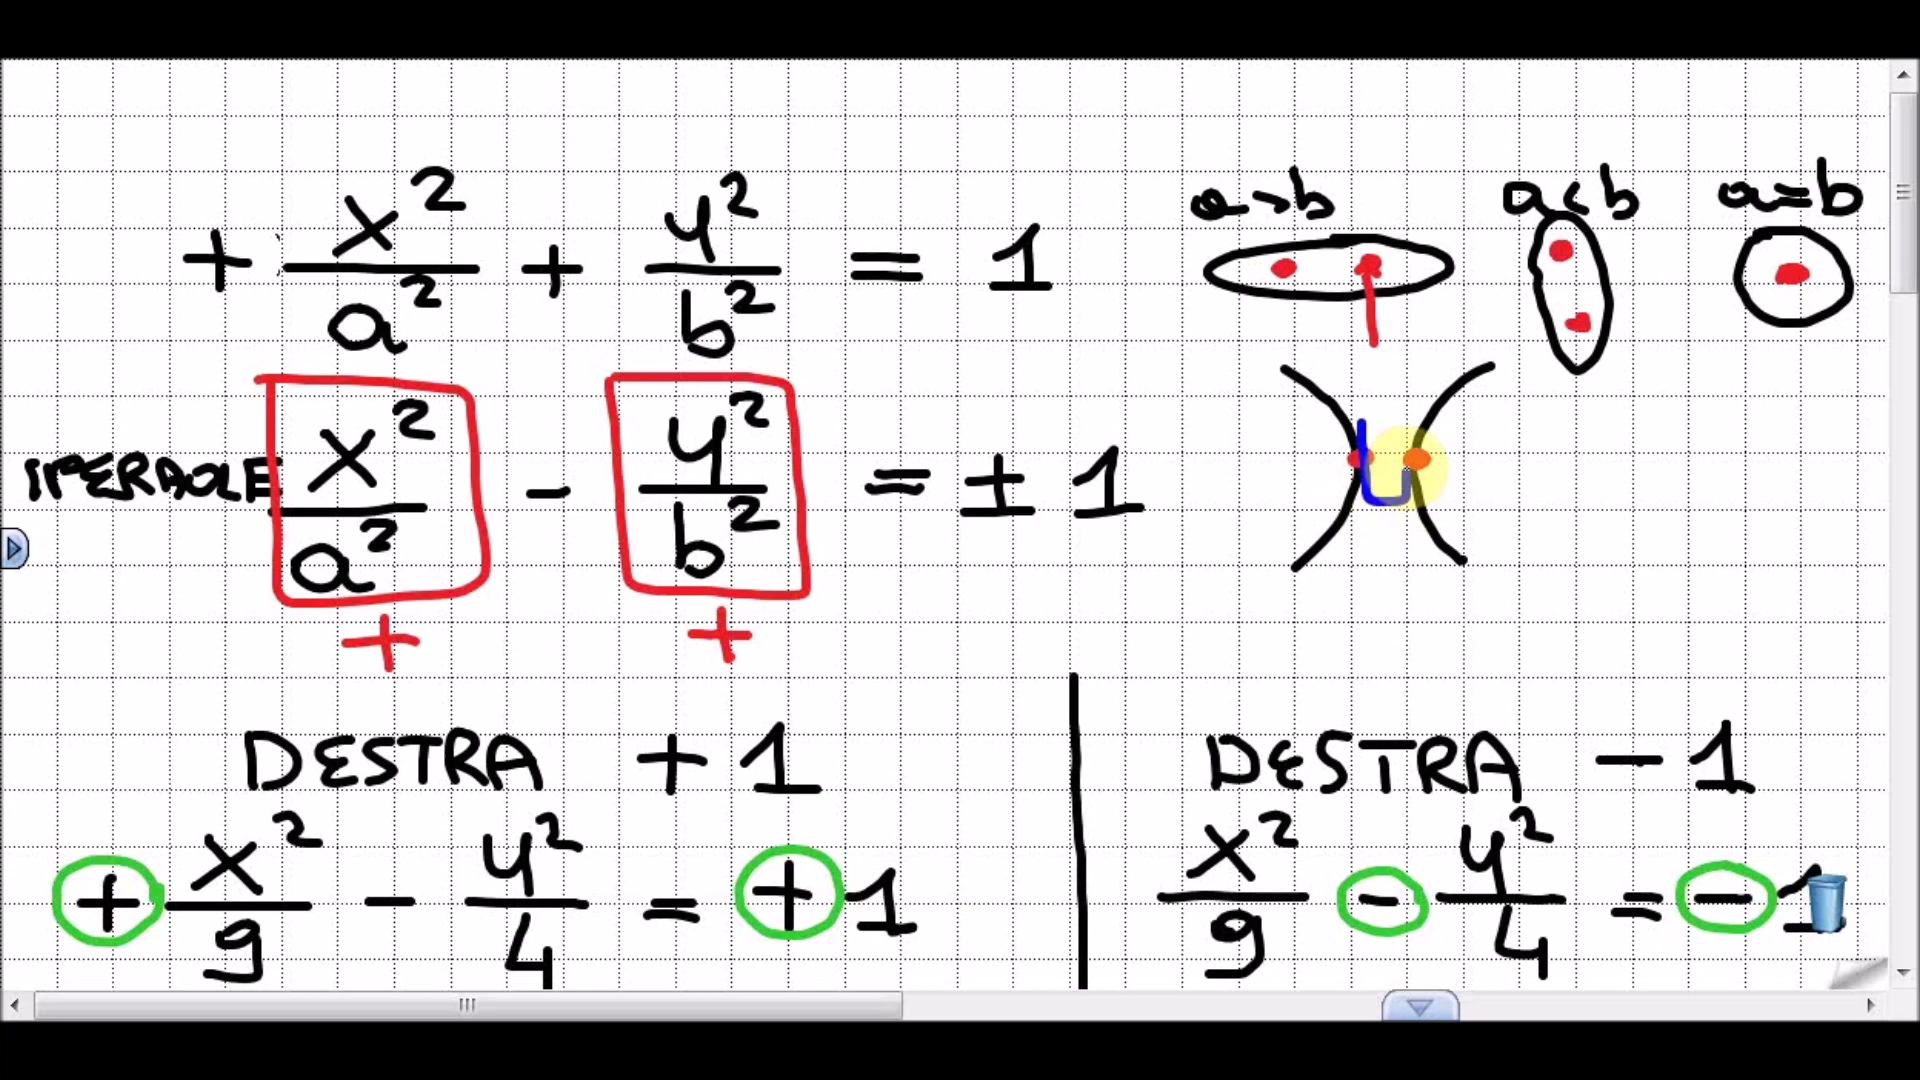 + x²/a² + y²/b² = 1
a>b a<b a=b
IPERBOLE x²/a² - y²/b² = ± 1
+ +
DESTRA +1
+ x²/9 - y²/4 = +1
DESTRA -1
x²/9 - y²/4 = -1